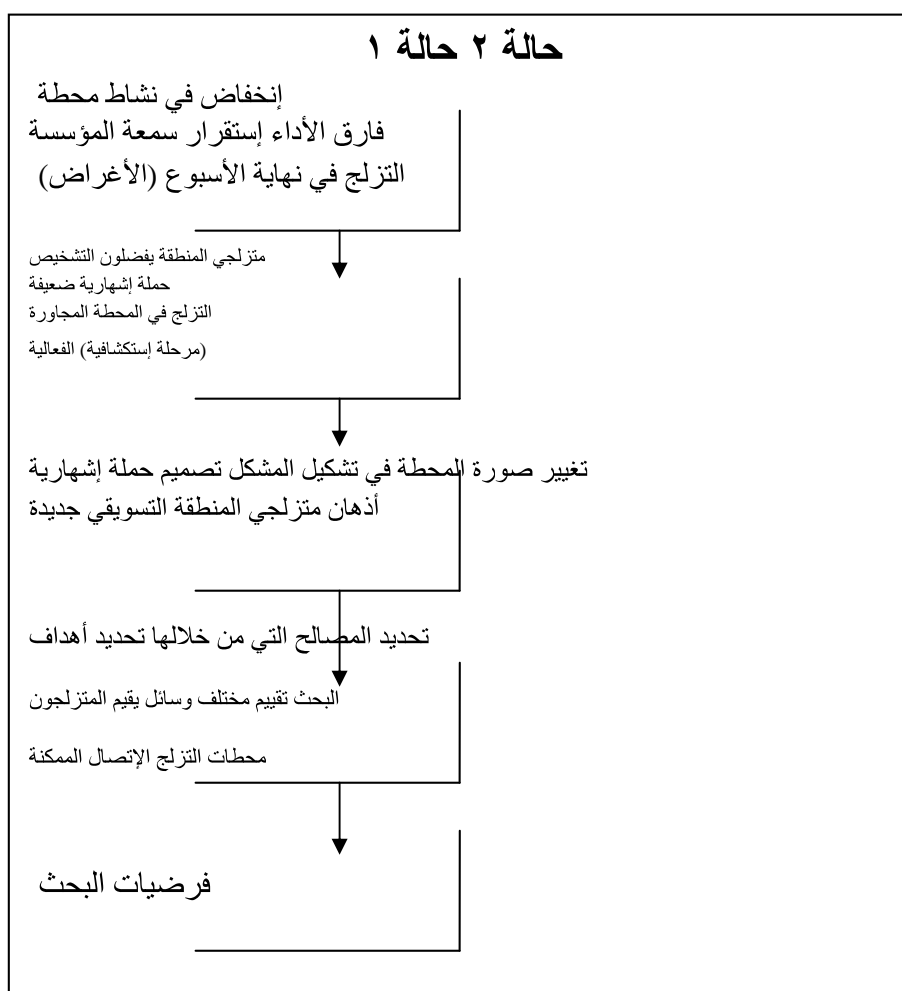 حالة ٢ حالة ١
إنخفاض في نشاط محطة
فارق الأداء إستقرار سمعة المؤسسة
التزلج في نهاية الأسبوع (الأغراض)
متزلجي المنطقة يفضلون التشخيص
حملة إشهارية ضعيفة
التزلج في المحطة المجاورة
(مرحلة إستكشافية) الفعالية
تغيير صورة المحطة في تشكيل المشكل تصميم حملة إشهارية
أذهان متزلجي المنطقة التسويقي جديدة
تحديد المصالح التي من خلالها تحديد أهداف
البحث تقييم مختلف وسائل يقيم المتزلجون
محطات التزلج الإتصال الممكنة
فرضيات البحث